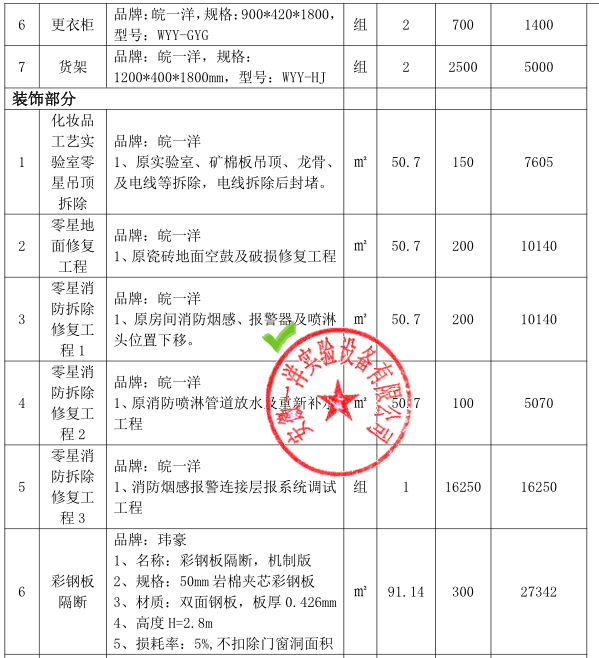 6 更衣柜 品牌：皖一洋，规格：900*420*1800，
型号：WYY-GYG 组 2 700 1400
7 货架 品牌：皖一洋，规格：
1200*400*1800mm，型号：WYY-HJ 组 2 2500 5000
装饰部分
1 化妆品
工艺实
验室零
星吊顶
拆除
品牌：皖一洋
1、原实验室、矿棉板吊顶、龙骨、
及电线等拆除，电线拆除后封堵。
m² 50.7 150 7605
2 零星地
面修复
工程
品牌：皖一洋
1、原瓷砖地面空鼓及破损修复工程
m² 50.7 200 10140
3 零星消
防拆除
修复工
程1
品牌：皖一洋
1、原房间消防烟感、报警器及喷淋
头位置下移。
m² 50.7 200 10140
4 零星消
防拆除
修复工
程2
品牌：皖一洋
1、原消防喷淋管道放水及重新补水
工程
m² 50.7 100 5070
5 零星消
防拆除
修复工
程3
品牌：皖一洋
1、消防烟感报警连接层报系统调试
工程
组 1 16250 16250
6 彩钢板
隔断
品牌：玮豪
1、名称：彩钢板隔断，机制版
2、规格：50mm岩棉夹芯彩钢板
3、材质：双面钢板，板厚0.426mm
4、高度H=2.8m
5、损耗率：5%,不扣除门窗洞面积
m² 91.14 300 27342
安徽一洋实验设备有限公司